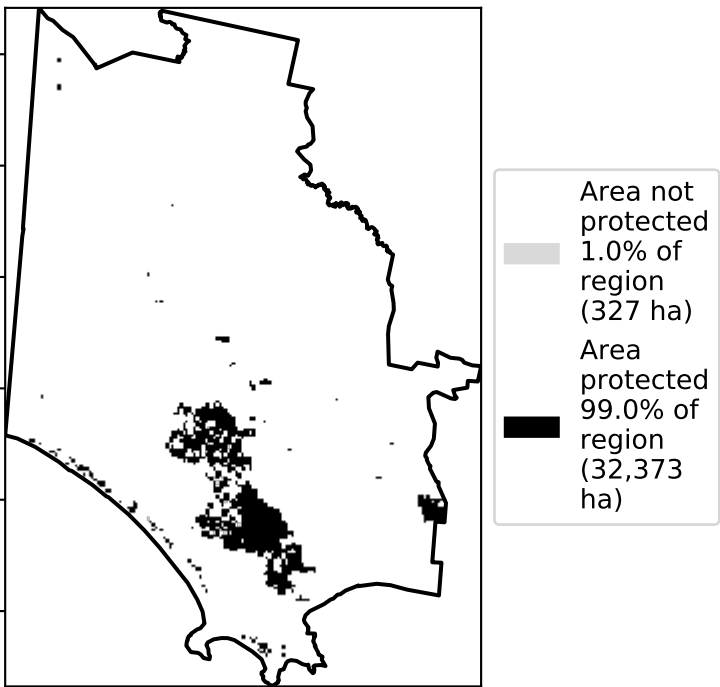 Area not
protected
1.0% of
region
(327 ha)
Area
protected
99.0% of
region
(32,373
ha)